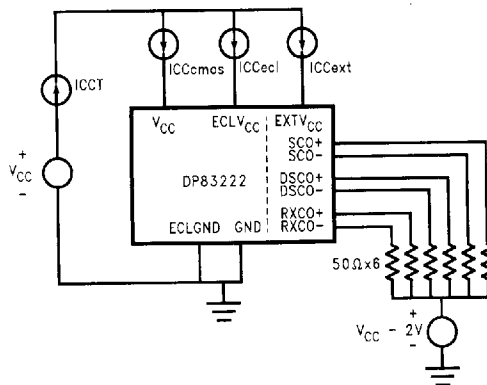 ICCcmos ICCecl ICCext
ICCT
VCC ECLVCC EXTVCC
SCO+
SCO-
+
VCC
-
DP83222
DSCO+
DSCO-
RXCO+
RXCO-
ECLGND GND
50Ω×6
+
VCC - 2V
-